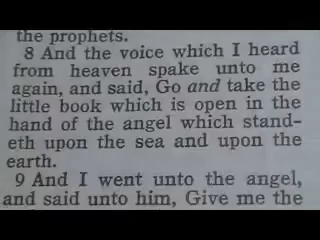 the prophets.
8 And the voice which I heard
from heaven spake unto me
again, and said, Go and take the
little book which is open in the
hand of the angel which stand-
eth upon the sea and upon the
earth.
9 And I went unto the angel,
and said unto him, Give me the